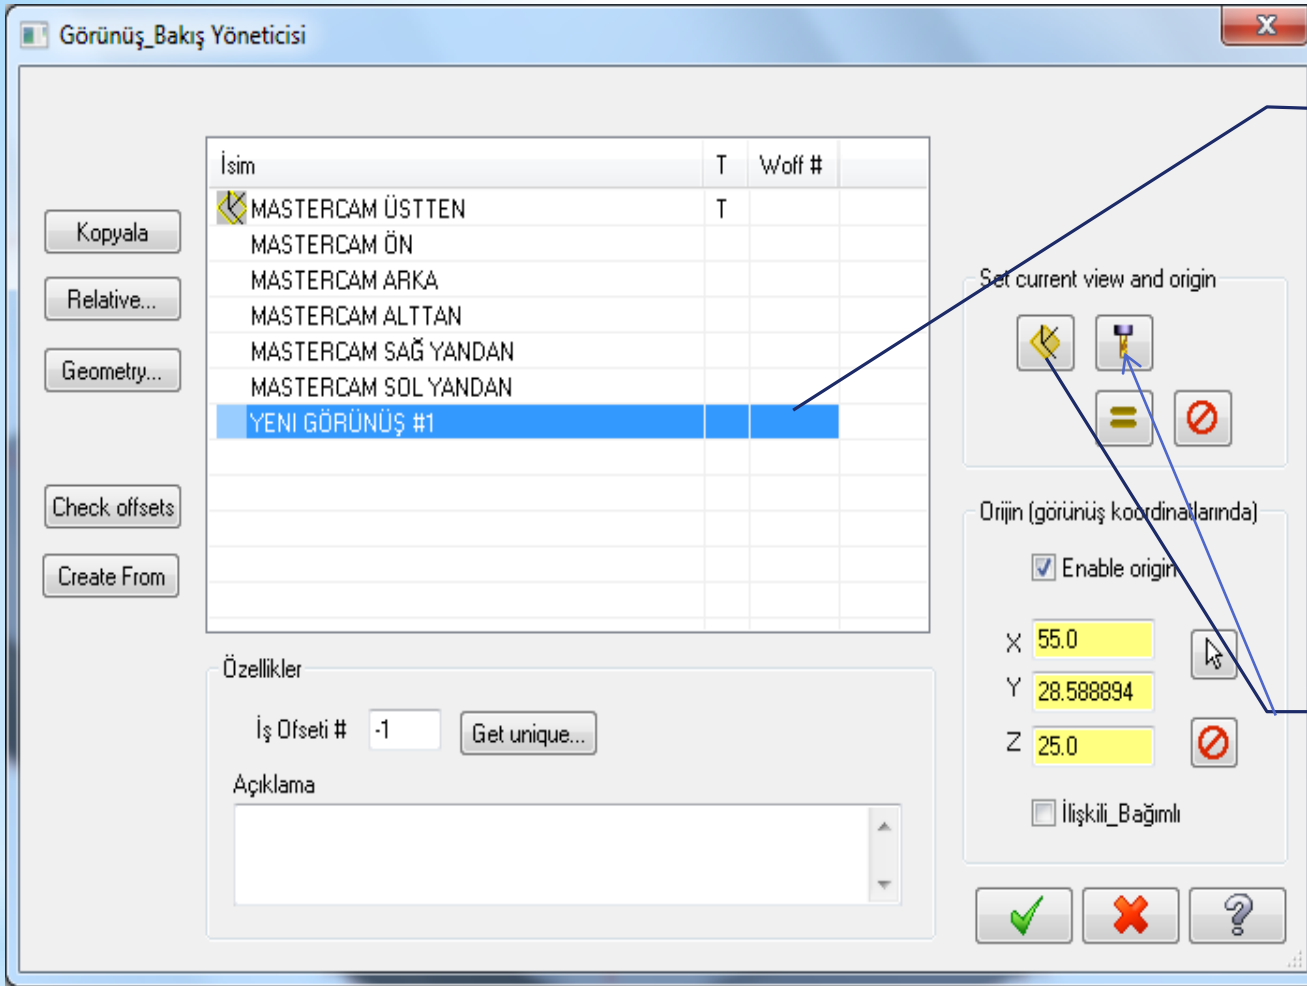 Görünüş_Bakış Yöneticisi
İsim T Woff #
MASTERCAM ÜSTTEN T
MASTERCAM ÖN
MASTERCAM ARKA
MASTERCAM ALTTAN
MASTERCAM SAĞ YANDAN
MASTERCAM SOL YANDAN
YENI GÖRÜNÜŞ #1
Kopyala
Relative...
Geometry...
Check offsets
Create From
Set current view and origin
Orijin (görünüş koordinatlarında)
Enable origin
X 55.0
Y 28.588894
Z 25.0
İlişkili_Bağımlı
Özellikler
İş Ofseti # -1 Get unique...
Açıklama